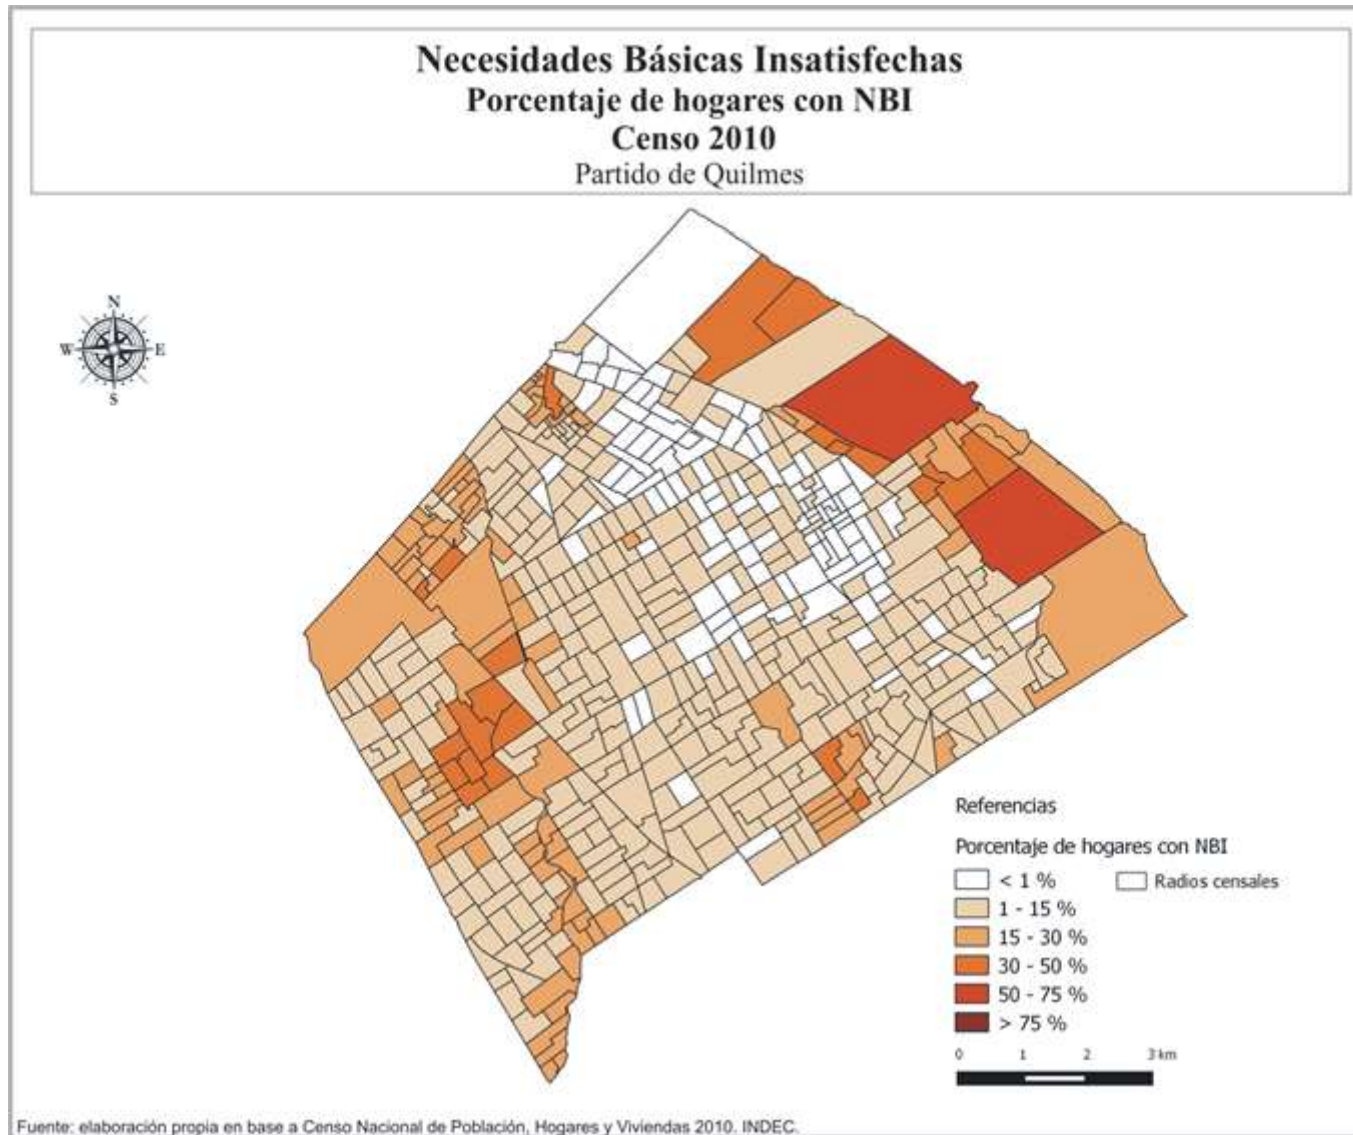 Necesidades Básicas Insatisfechas
Porcentaje de hogares con NBI
Censo 2010
Partido de Quilmes
N
W E
S
Referencias
Porcentaje de hogares con NBI
< 1 % Radios censales
1 - 15 %
15 - 30 %
30 - 50 %
50 - 75 %
> 75 %
0 1 2 3 km
Fuente: elaboración propia en base a Censo Nacional de Población, Hogares y Viviendas 2010. INDEC.